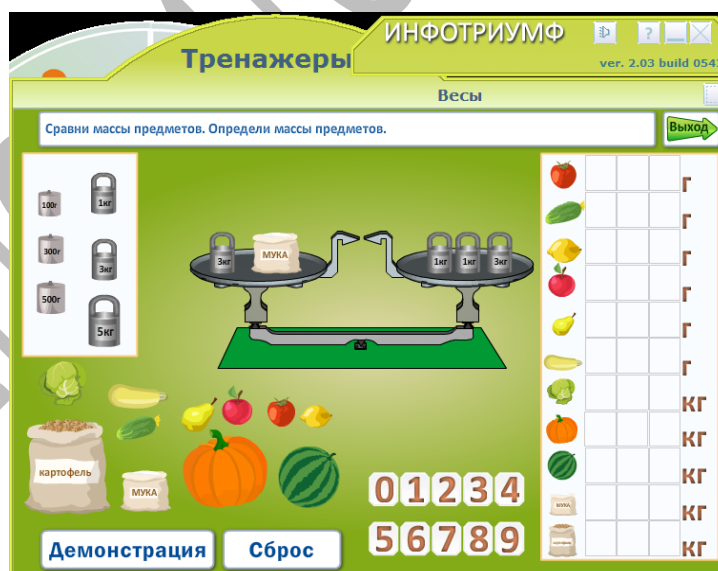 ИНФОТРИУМФ
?
Тренажеры
ver. 2.03 build 054
Весы
Сравни массы предметов. Определи массы предметов.
Выход
100г
1кг
300г
3кг
500г
5кг
3кг
МУКА
1кг
1кг
3кг
г
г
г
г
г
г
кг
кг
кг
МУКА
кг
картофель
кг
картофель
МУКА
0 1 2 3 4
5 6 7 8 9
Демонстрация
Сброс